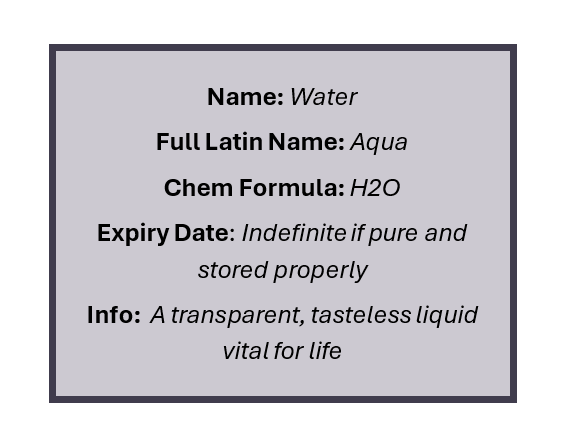 Name: Water
Full Latin Name: Aqua
Chem Formula: H2O
Expiry Date: Indefinite if pure and
stored properly
Info: A transparent, tasteless liquid
vital for life